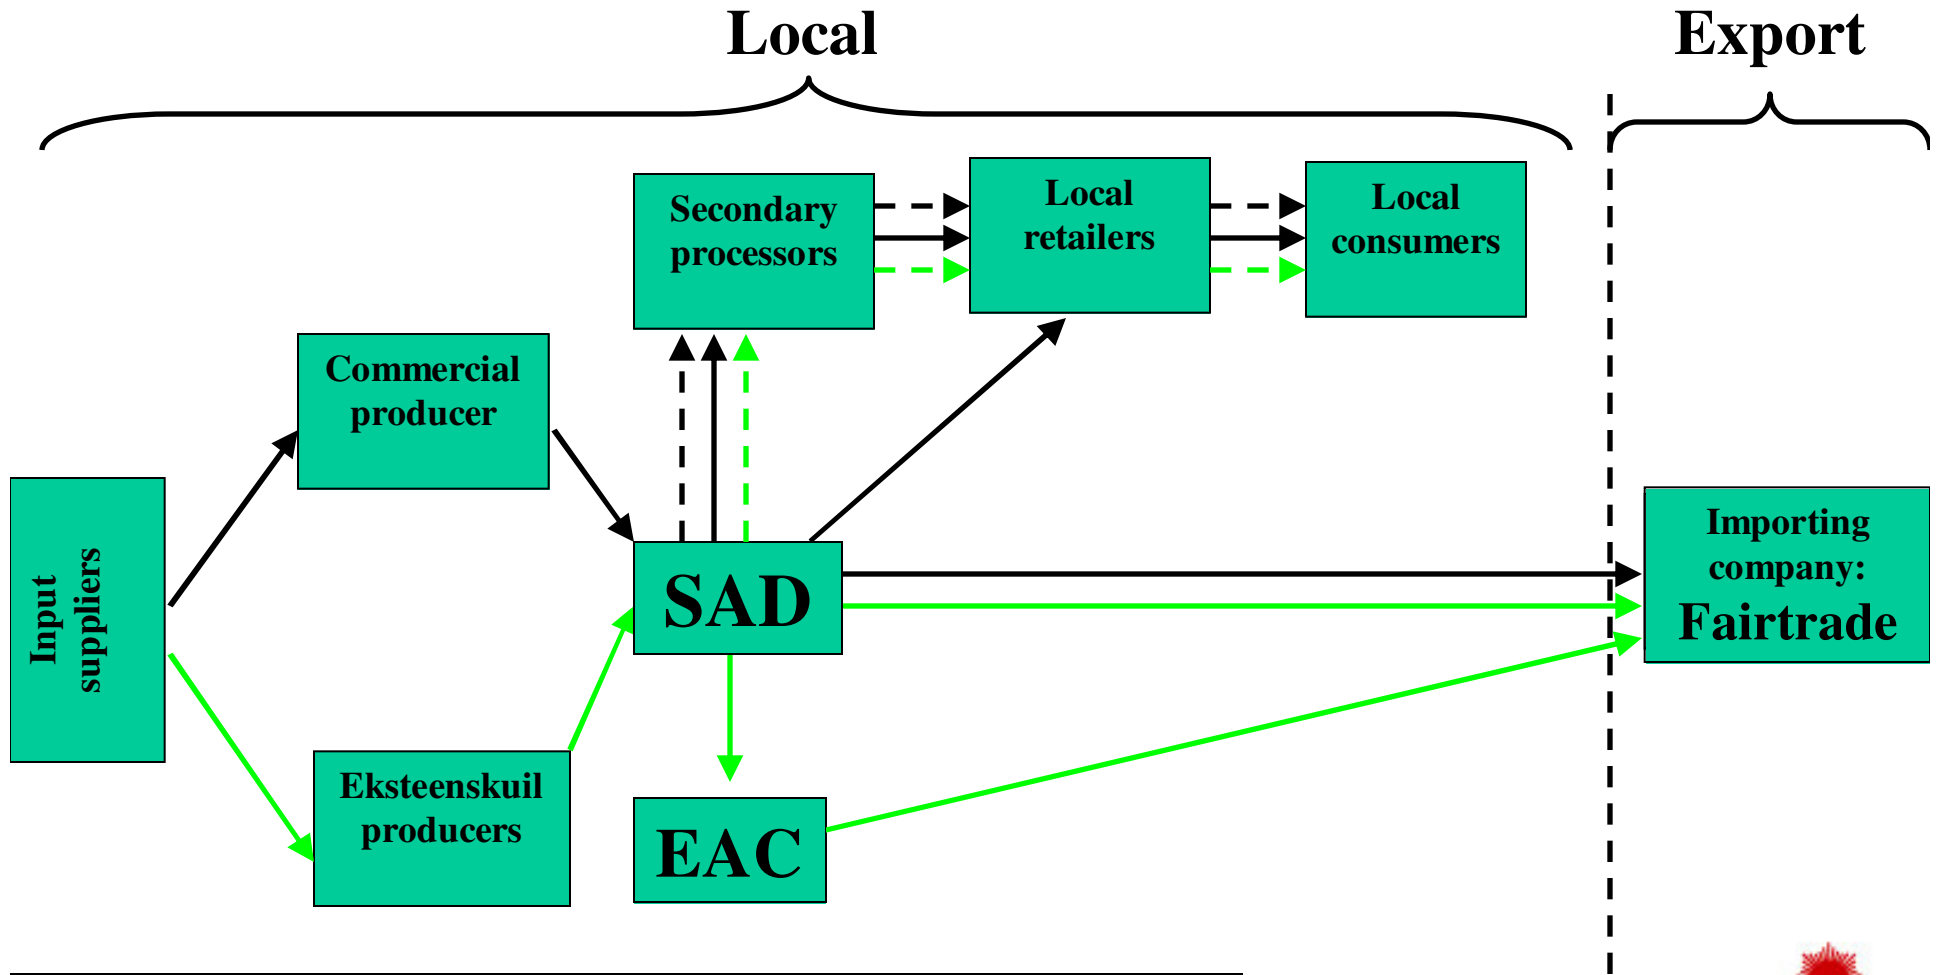 Local
Export
Secondary
processors
Local
retailers
Local
consumers
Commercial
producer
Input
suppliers
SAD
Importing
company:
Fairtrade
Eksteenskuil
producers
EAC